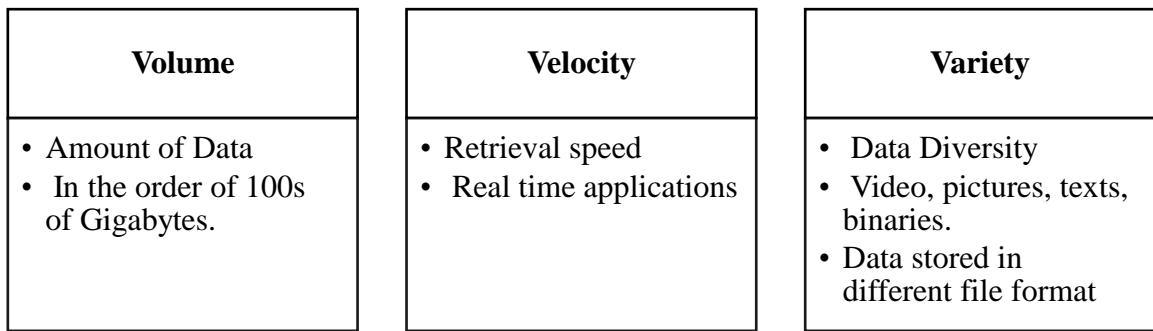 Volume
• Amount of Data
• In the order of 100s
of Gigabytes.
Velocity
• Retrieval speed
• Real time applications
Variety
• Data Diversity
• Video, pictures, texts,
binaries.
• Data stored in
different file format